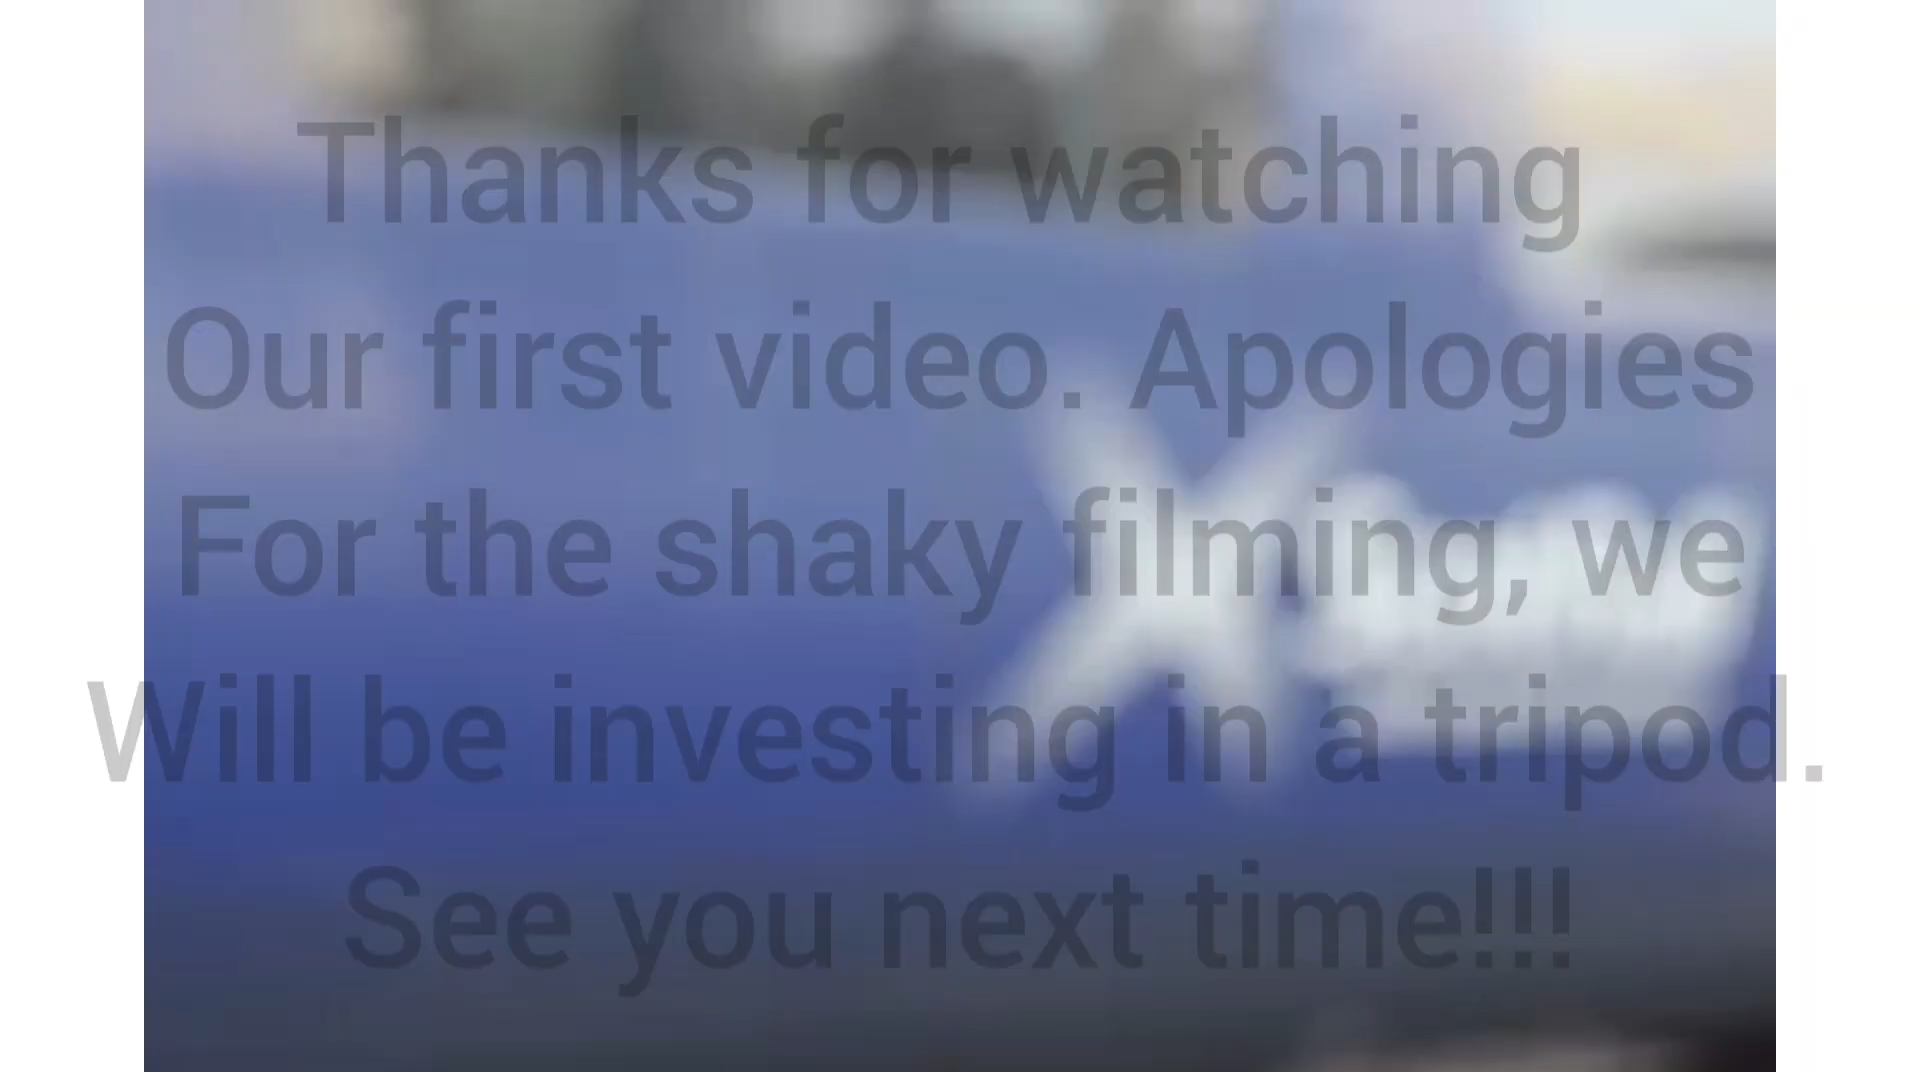 Thanks for watching
Our first video. Apologies
For the shaky filming, we
Will be investing in a tripod.
See you next time!!!